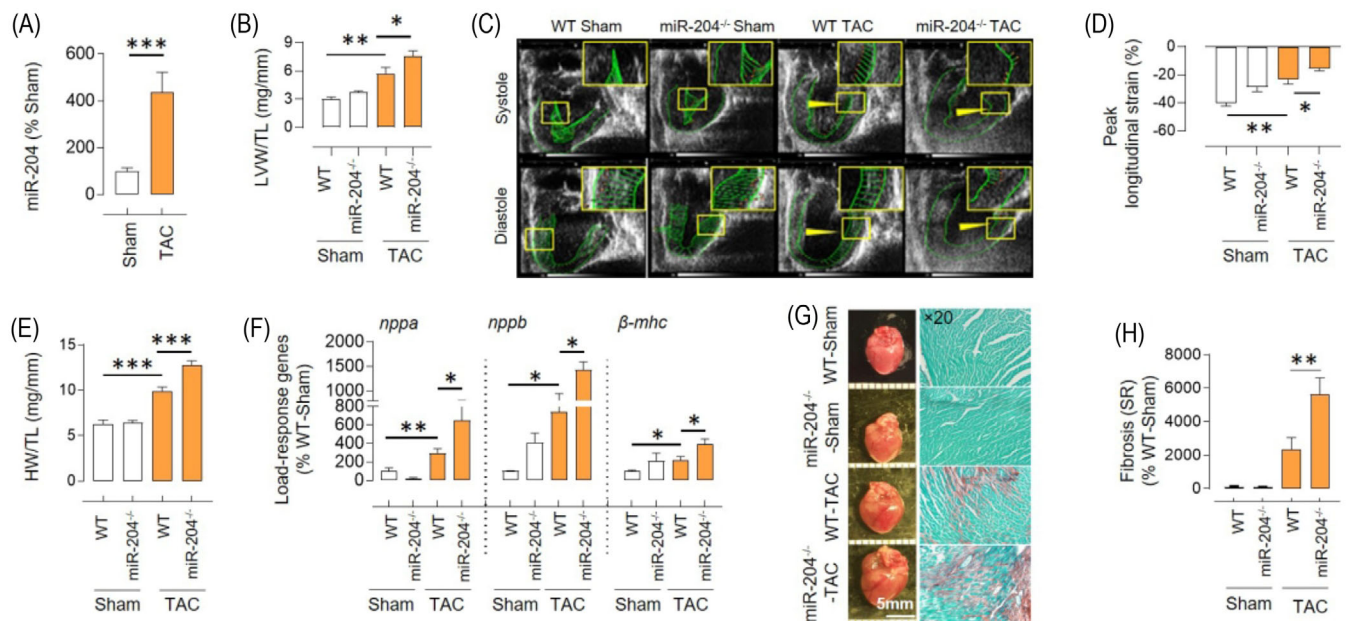 (A)
***
miR-204 (% Sham)
600
400
200
0
Sham
TAC
(B)
**
*
LVW/TL (mg/mm)
9
6
3
0
WT
miR-204-/-
WT
miR-204-/-
Sham
TAC
(C)
WT Sham
miR-204-/- Sham
WT TAC
miR-204-/- TAC
Systole
Diastole
(D)
Peak
longitudinal strain (%)
0
-20
-40
-60
-80
**
*
WT
miR-204-/-
WT
miR-204-/-
Sham
TAC
(E)
***
***
HW/TL (mg/mm)
15
10
5
0
WT
miR-204-/-
WT
miR-204-/-
Sham
TAC
(F)
nppa
nppb
β-mhc
Load-response genes
(% WT-Sham)
2000
1500
1000
800
600
400
200
0
**
*
*
*
*
*
WT
miR-204-/-
WT
miR-204-/-
WT
miR-204-/-
WT
miR-204-/-
WT
miR-204-/-
WT
miR-204-/-
Sham
TAC
Sham
TAC
Sham
TAC
(G)
×20
WT-Sham
miR-204-/-
-Sham
WT-TAC
miR-204-/-
-TAC
5mm
(H)
**
Fibrosis (SR)
(% WT-Sham)
8000
6000
4000
2000
0
WT
miR-204-/-
WT
miR-204-/-
Sham
TAC